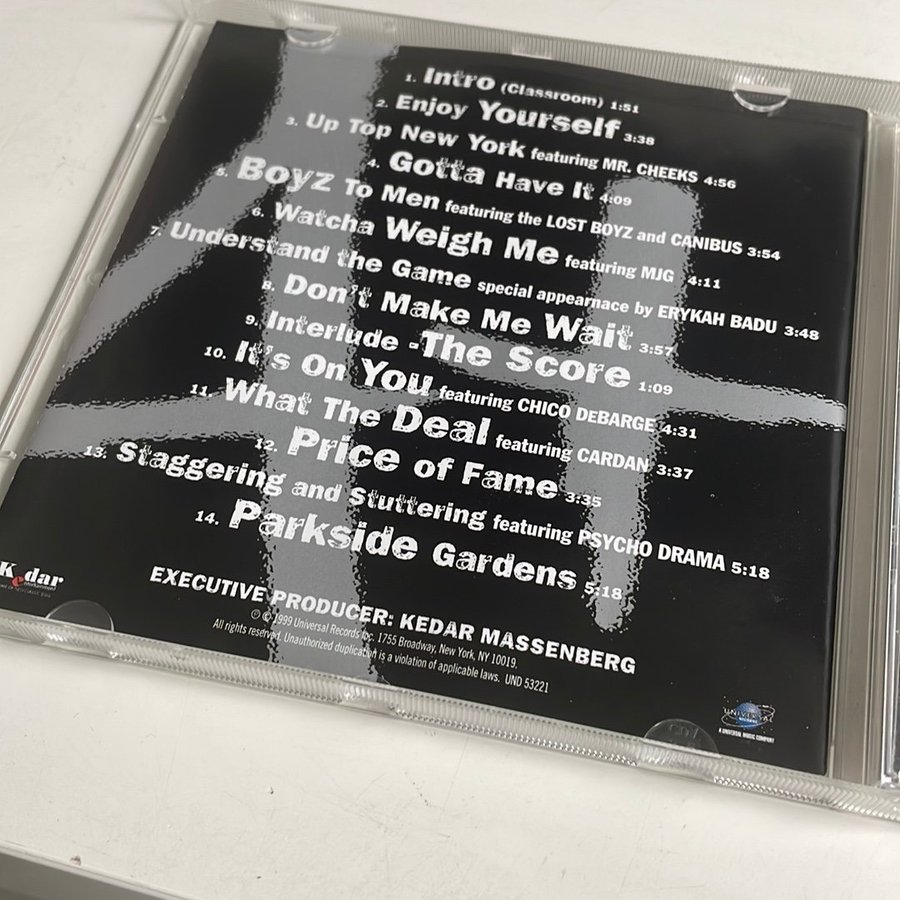 1. Intro (Classroom) 1:51
2. Enjoy Yourself 3:38
3. Up Top New York featuring MR. CHEEKS 4:56
4. Gotta Have It 4:09
5. Boyz To Men featuring the LOST BOYZ and CANIBUS 3:54
6. Watcha Weigh Me featuring MJG 4:11
7. Understand the Game special appearnace by ERYKAH BADU 3:48
8. Don't Make Me Wait 3:57
9. Interlude -The Score 1:09
10. It's On You featuring CHICO DEBARGE 4:31
11. What The Deal featuring CARDAN 3:37
12. Price of Fame 3:35
13. Staggering and Stuttering featuring PSYCHO DRAMA 5:18
14. Parkside Gardens 5:18
Kedar
Entertainment
EXECUTIVE PRODUCER: KEDAR MASSENBERG
℗ © 1999 Universal Records Inc. 1755 Broadway, New York, NY 10019.
All rights reserved. Unauthorized duplication is a violation of applicable laws. UND 53221
UNIVERSAL
RECORDS
A UNIVERSAL MUSIC COMPANY